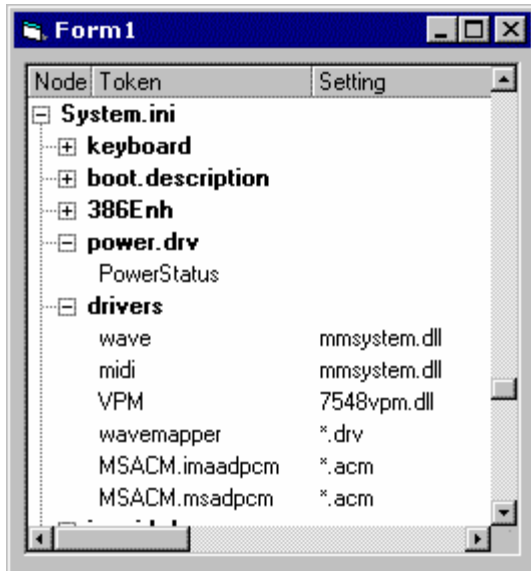 Form1
Node Token Setting
System.ini
keyboard
boot.description
386Enh
power.drv
PowerStatus
drivers
wave mmsystem.dll
midi mmsystem.dll
VPM 7548vpm.dll
wavemapper *.drv
MSACM.imaadpcm *.acm
MSACM.msadpcm *.acm